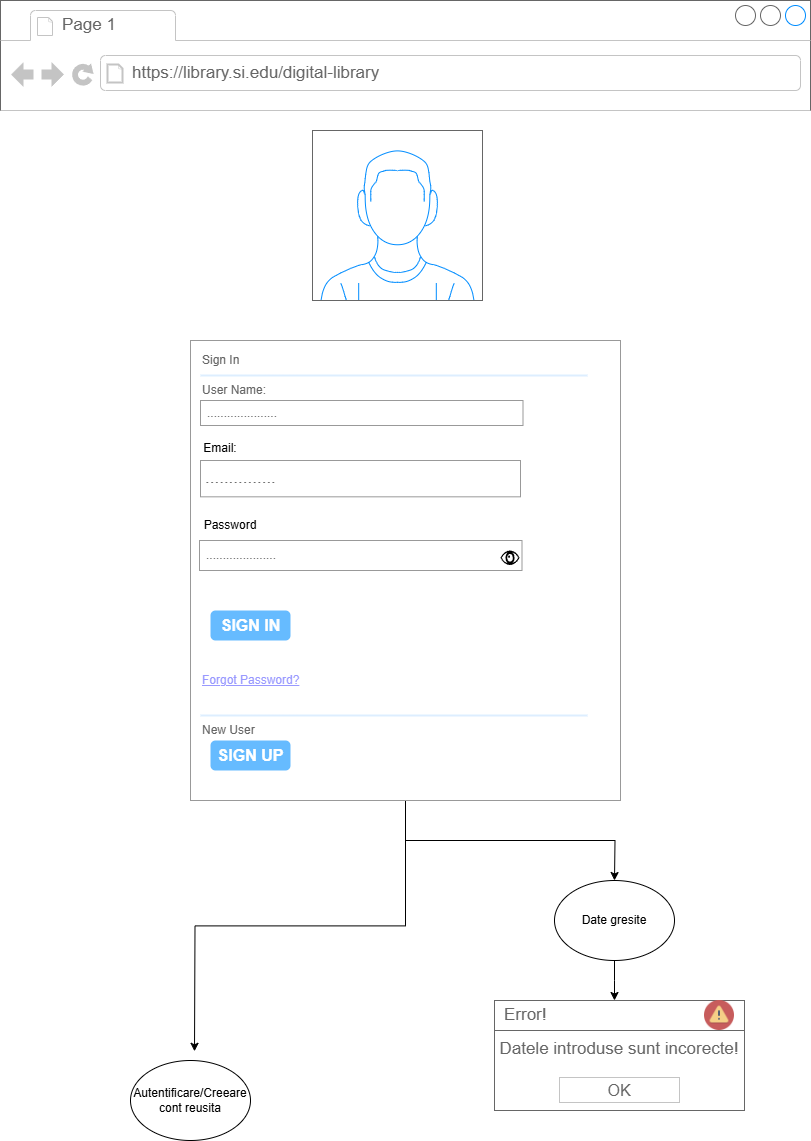 Page 1
https://library.si.edu/digital-library
Sign In
User Name:
.....................
Email:
..............
Password
.....................
SIGN IN
Forgot Password?
New User
SIGN UP
Date gresite
Error!
Datele introduse sunt incorecte!
OK
Autentificare/Creeare
cont reusita